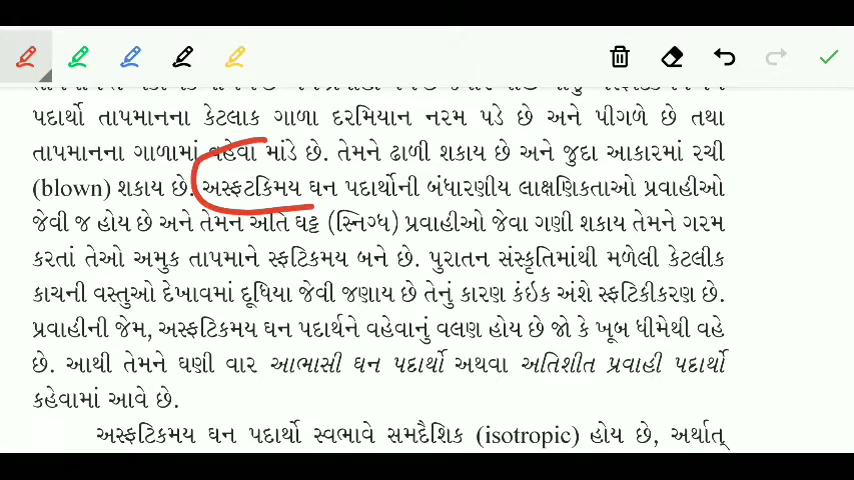 પદાર્થો તાપમાનના કેટલાક ગાળા દરમિયાન નરમ પડે છે અને પીગળે છે તથા
તાપમાનના ગાળામાં વહેવા માંડે છે. તેમને ઢાળી શકાય છે અને જુદા આકારમાં રચી
(blown) શકાય છે. અસ્ફટકિમય ઘન પદાર્થોની બંધારણીય લાક્ષણિકતાઓ પ્રવાહીઓ
જેવી જ હોય છે અને તેમને અતિ ઘટ્ટ (સ્નિગ્ધ) પ્રવાહીઓ જેવા ગણી શકાય તેમને ગરમ
કરતાં તેઓ અમુક તાપમાને સ્ફટિકમય બને છે. પુરાતન સંસ્કૃતિમાંથી મળેલી કેટલીક
કાચની વસ્તુઓ દેખાવમાં દૂધિયા જેવી જણાય છે તેનું કારણ કંઇક અંશે સ્ફટિકીકરણ છે.
પ્રવાહીની જેમ, અસ્ફટિકમય ઘન પદાર્થને વહેવાનું વલણ હોય છે જો કે ખૂબ ધીમેથી વહે
છે. આથી તેમને ઘણી વાર આભાસી ઘન પદાર્થો અથવા અતિશીત પ્રવાહી પદાર્થો
કહેવામાં આવે છે.
અસ્ફટિકમય ઘન પદાર્થો સ્વભાવે સમદૈશિક (isotropic) હોય છે, અર્થાત્